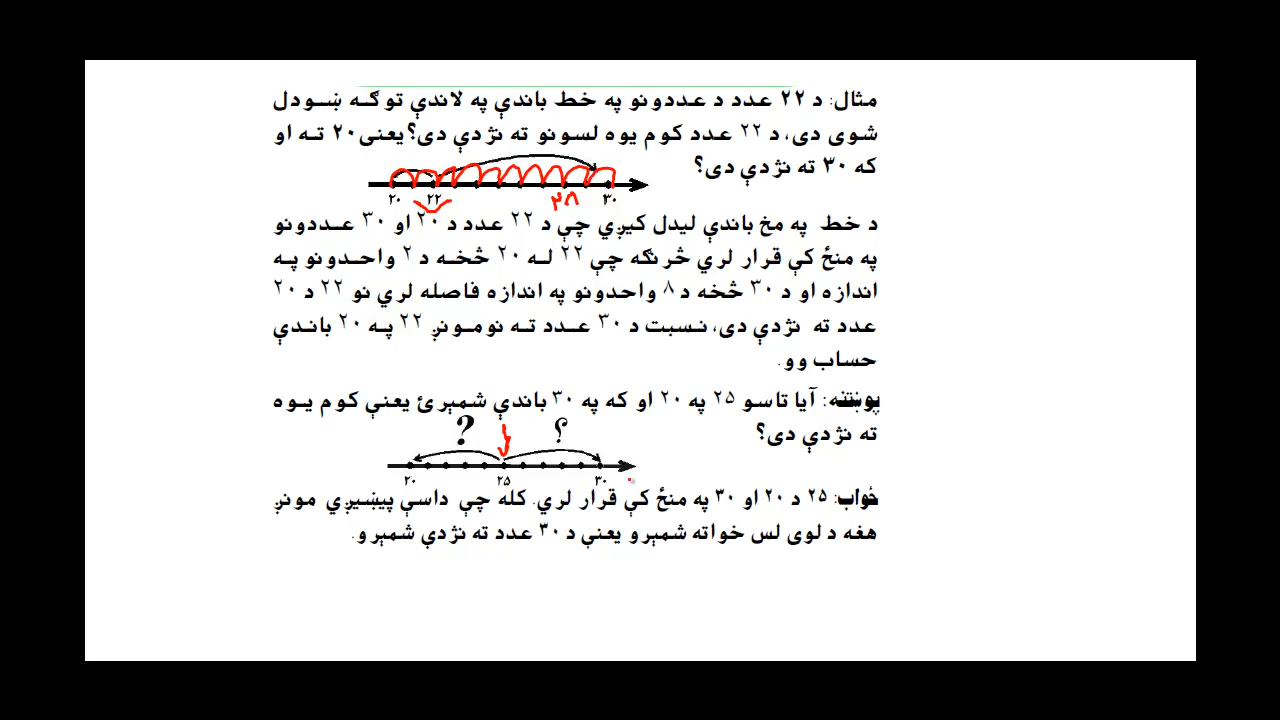 مثال: د ۲۲ عدد د عددونو په خط باندې په لاندې توګه ښودل
شوی دی، د ۲۲ عدد کوم یوه لسونو ته نژدې دی؟ یعنی ۲۰ ته او
که ۳۰ ته نژدې دی؟
۲۰ ۲۲ ۲۸ ۳۰
د خط په مخ باندې لیدل کیږي چې د ۲۲ عدد د ۲۰ او ۳۰ عددونو
په منځ کې قرار لري څرنګه چې ۲۲ له ۲۰ څخه د ۲ واحدونو په
اندازه او د ۳۰ څخه د ۸ واحدونو په اندازه فاصله لري نو ۲۲ د ۲۰
عدد ته نژدې دی، نسبت د ۳۰ عدد ته نو مونږ ۲۲ په ۲۰ باندې
حساب وو.
پوښتنه: آیا تاسو ۲۵ په ۲۰ او که په ۳۰ باندې شمېرئ یعنې کوم یوه
ته نژدې دی؟
? ؟
۲۰ ۲۵ ۳۰
ځواب: ۲۵ د ۲۰ او ۳۰ په منځ کې قرار لري. کله چې داسې پیښیږي مونږ
هغه د لوی لس خواته شمېرو یعنې د ۳۰ عدد ته نژدې شمېرو.